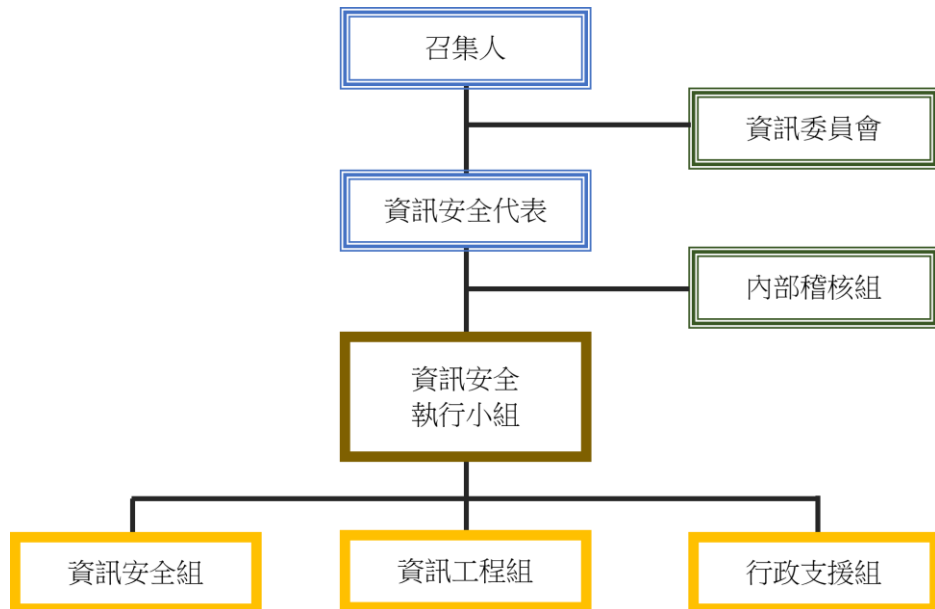 召集人
資訊委員會
資訊安全代表
內部稽核組
資訊安全
執行小組
資訊安全組
資訊工程組
行政支援組